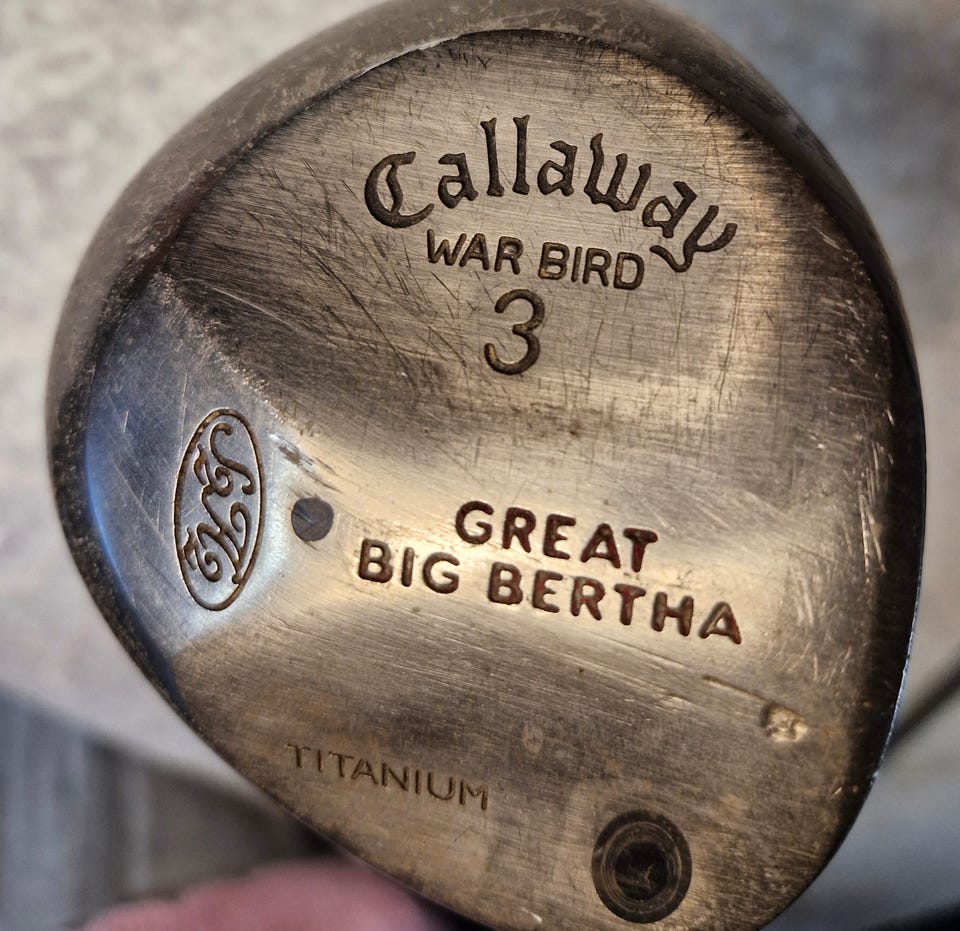 Callaway
WAR BIRD
3
GREAT
BIG BERTHA
TITANIUM